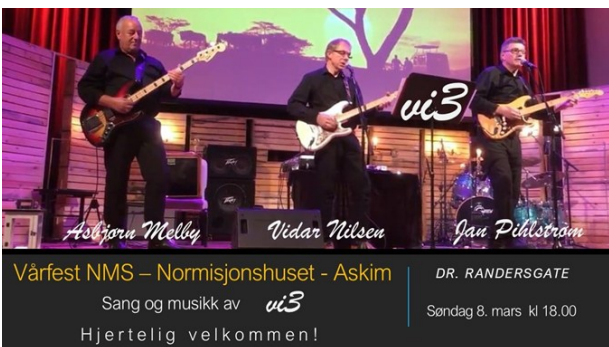 vi3
Asbjørn Melby
Vidar Nilsen
Jan Pihlstrøm
Vårfest NMS – Normisjonshuset - Askim
Sang og musikk av vi3
Hjertelig velkommen!
DR. RANDERSGATE
Søndag 8. mars kl 18.00